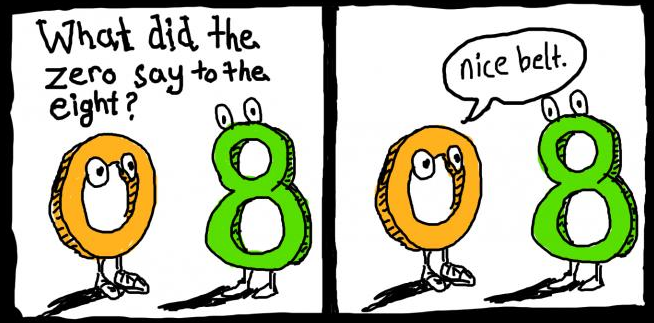 What did the
zero say to the
eight?
nice belt.